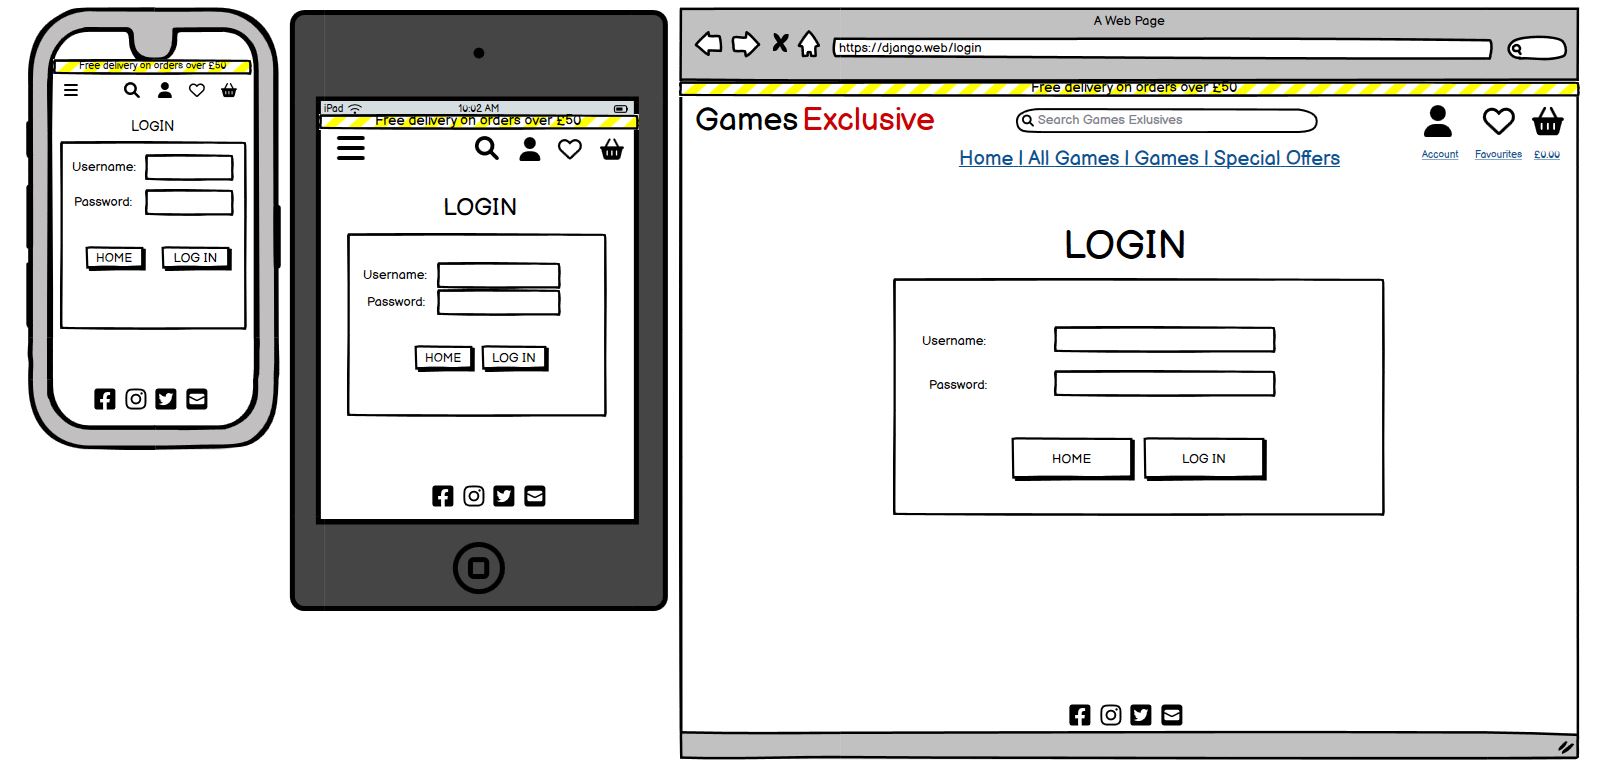 Free delivery on orders over £50
LOGIN
Username:
Password:
HOME LOG IN
iPad 10:02 AM
Free delivery on orders over £50
LOGIN
Username:
Password:
HOME LOG IN
A Web Page
https://django.web/login
Free delivery on orders over £50
Games Exclusive
Search Games Exlusives
Account Favourites £0.00
Home | All Games | Games | Special Offers
LOGIN
Username:
Password:
HOME LOG IN